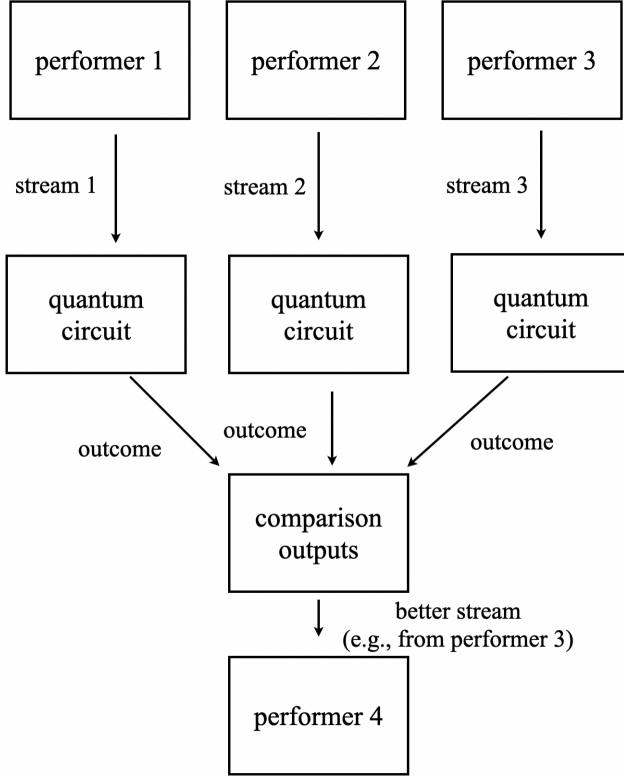 performer 1
performer 2
performer 3
stream 1
stream 2
stream 3
quantum
circuit
quantum
circuit
quantum
circuit
outcome
outcome
outcome
comparison
outputs
better stream
(e.g., from performer 3)
performer 4